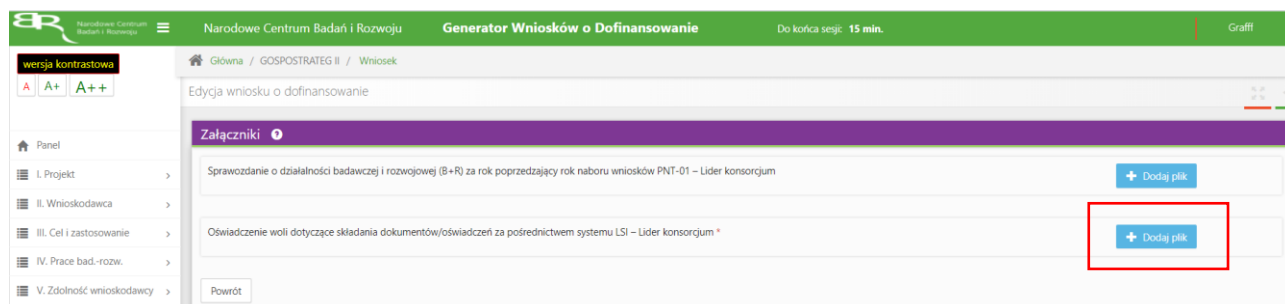 Narodowe Centrum
Badań i Rozwoju
Narodowe Centrum Badań i Rozwoju
Generator Wniosków o Dofinansowanie
Do końca sesji: 15 min.
Grafff
wersja kontrastowa
A A+ A++
Główna / GOSPOSTRATEG II / Wniosek
Edycja wniosku o dofinansowanie
Załączniki ?
Panel
I. Projekt >
II. Wnioskodawca >
III. Cel i zastosowanie >
IV. Prace bad.-rozw. >
V. Zdolność wnioskodawcy >
Sprawozdanie o działalności badawczej i rozwojowej (B+R) za rok poprzedzający rok naboru wniosków PNT-01 – Lider konsorcjum
+ Dodaj plik
Oświadczenie woli dotyczące składania dokumentów/oświadczeń za pośrednictwem systemu LSI – Lider konsorcjum *
+ Dodaj plik
Powrót